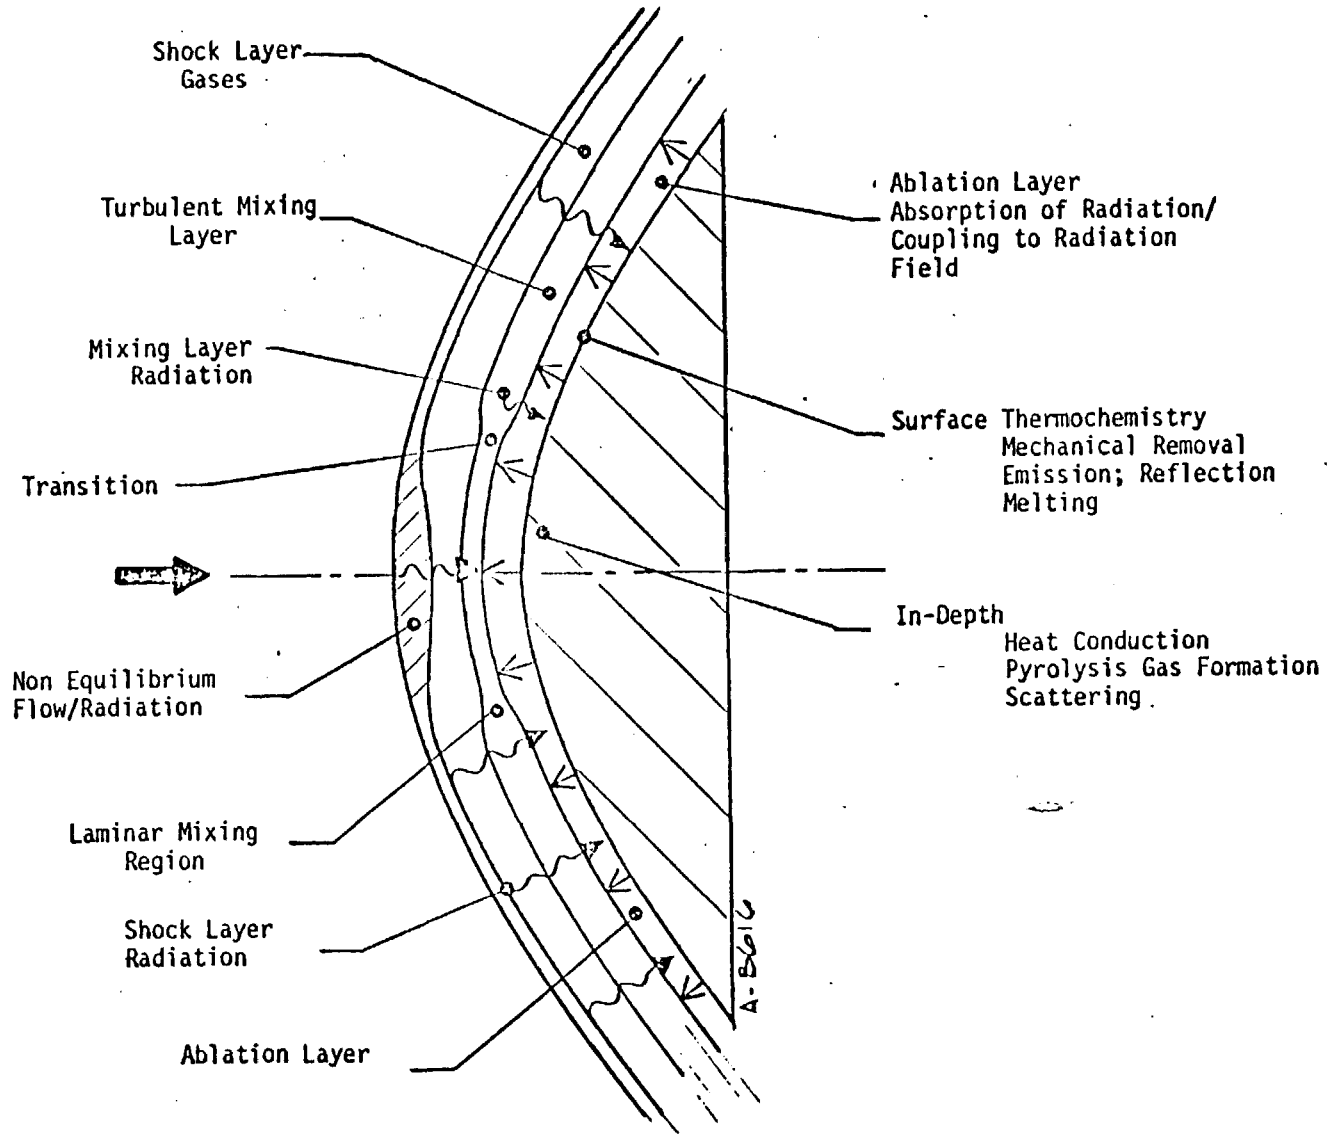 Shock Layer
Gases
Turbulent Mixing
Layer
Mixing Layer
Radiation
Transition
Non Equilibrium
Flow/Radiation
Laminar Mixing
Region
Shock Layer
Radiation
Ablation Layer
Ablation Layer
Absorption of Radiation/
Coupling to Radiation
Field
Surface Thermochemistry
Mechanical Removal
Emission; Reflection
Melting
In-Depth
Heat Conduction
Pyrolysis Gas Formation
Scattering
A-8616